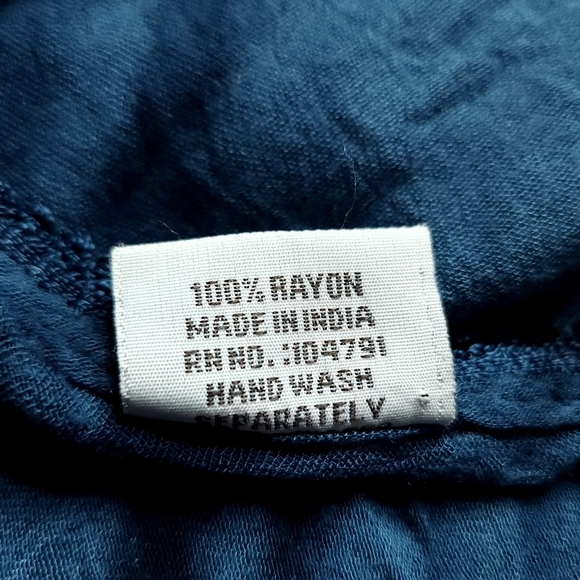 100% RAYON
MADE IN INDIA
RN NO. :104791
HAND WASH
SEPARATELY